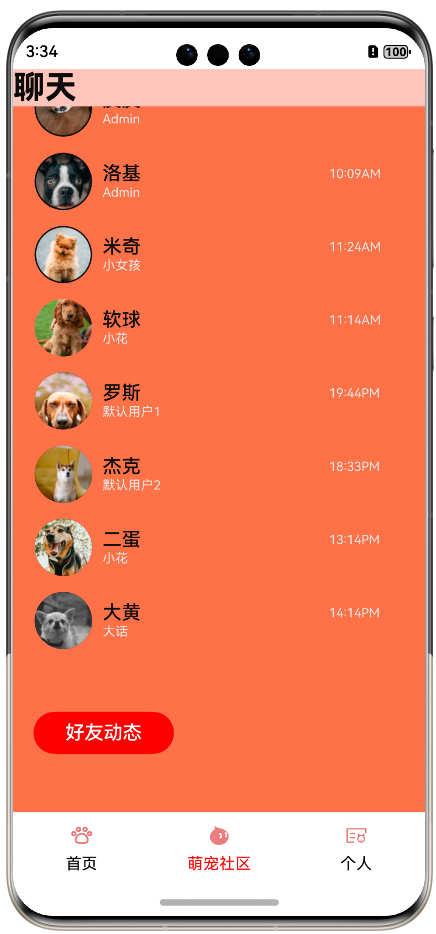 3:34
100
聊天
Admin
洛基
10:09AM
Admin
米奇
11:24AM
小女孩
软球
11:14AM
小花
罗斯
19:44PM
默认用户1
杰克
18:33PM
默认用户2
二蛋
13:14PM
小花
大黄
14:14PM
大话
好友动态
首页
萌宠社区
个人